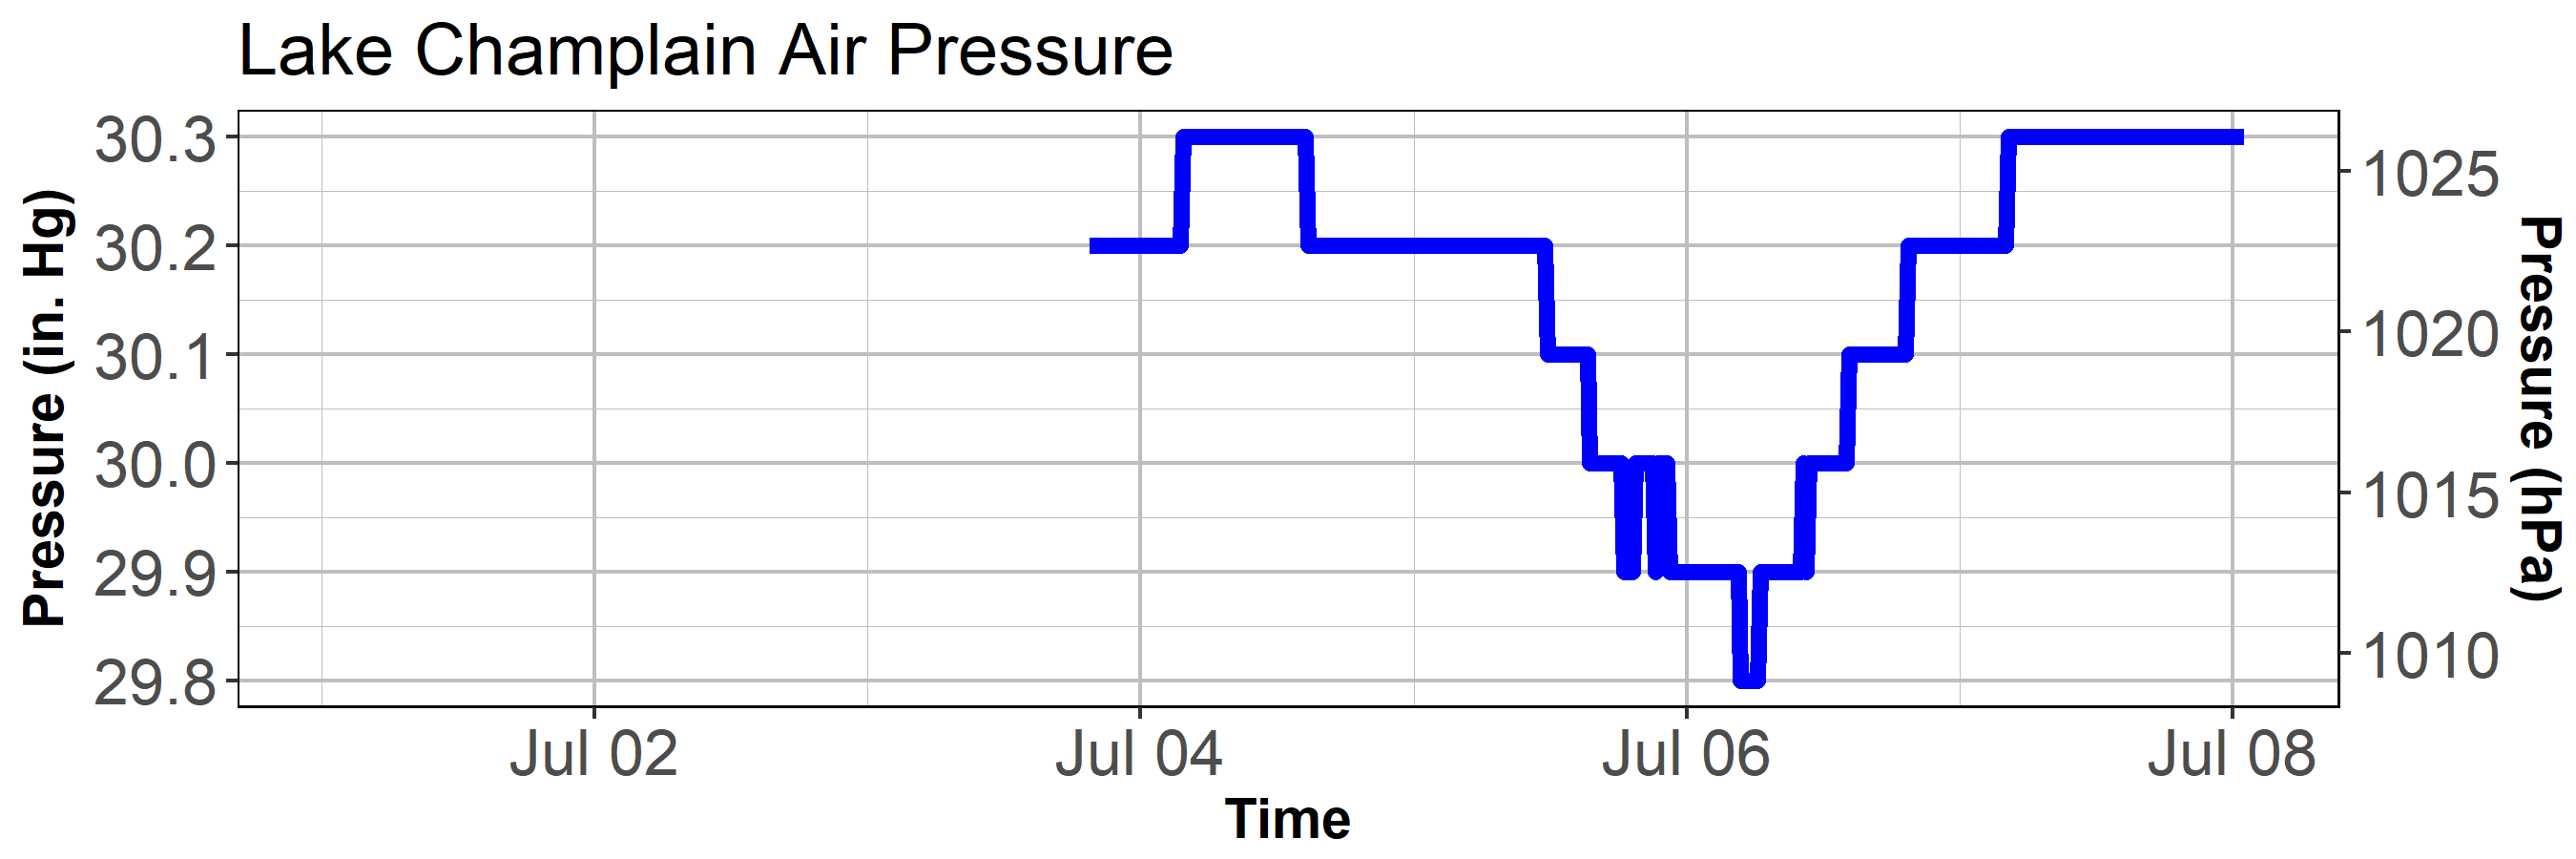 Lake Champlain Air Pressure
Pressure (in. Hg)
30.3
30.2
30.1
30.0
29.9
29.8
1025
1020
1015
1010
Pressure (hPa)
Jul 02 Jul 04 Jul 06 Jul 08
Time